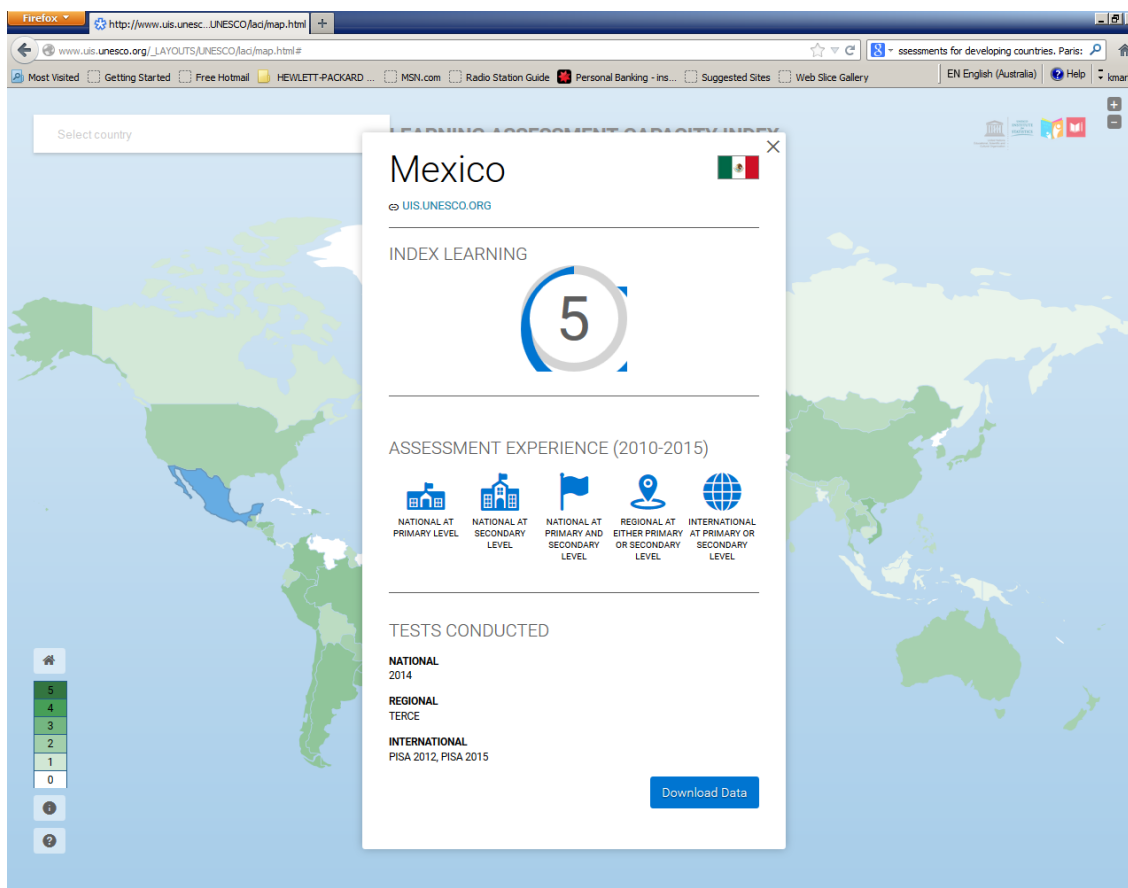 Firefox
http://www.uis.unesc...UNESCO/laci/map.html
www.uis.unesco.org/_LAYOUTS/UNESCO/laci/map.html#
ssessments for developing countries. Paris:
Most Visited Getting Started Free Hotmail HEWLETT-PACKARD ... MSN.com Radio Station Guide Personal Banking - ins... Suggested Sites Web Slice Gallery EN English (Australia) Help kmar
Select country
LEARNING ASSESSMENT CAPACITY INDEX
Mexico
UIS.UNESCO.ORG
INDEX LEARNING
5
ASSESSMENT EXPERIENCE (2010-2015)
NATIONAL AT
PRIMARY LEVEL
NATIONAL AT
SECONDARY
LEVEL
NATIONAL AT
PRIMARY AND
SECONDARY
LEVEL
REGIONAL AT
EITHER PRIMARY
OR SECONDARY
LEVEL
INTERNATIONAL
AT PRIMARY OR
SECONDARY
LEVEL
TESTS CONDUCTED
NATIONAL
2014
REGIONAL
TERCE
INTERNATIONAL
PISA 2012, PISA 2015
Download Data
5
4
3
2
1
0